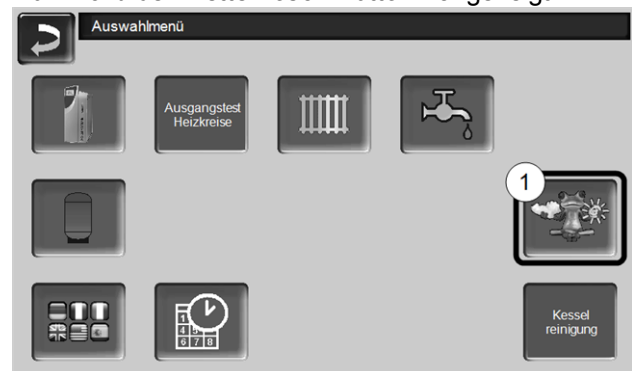 Auswahlmenü
Ausgangstest
Heizkreise
1
Kessel
reinigung